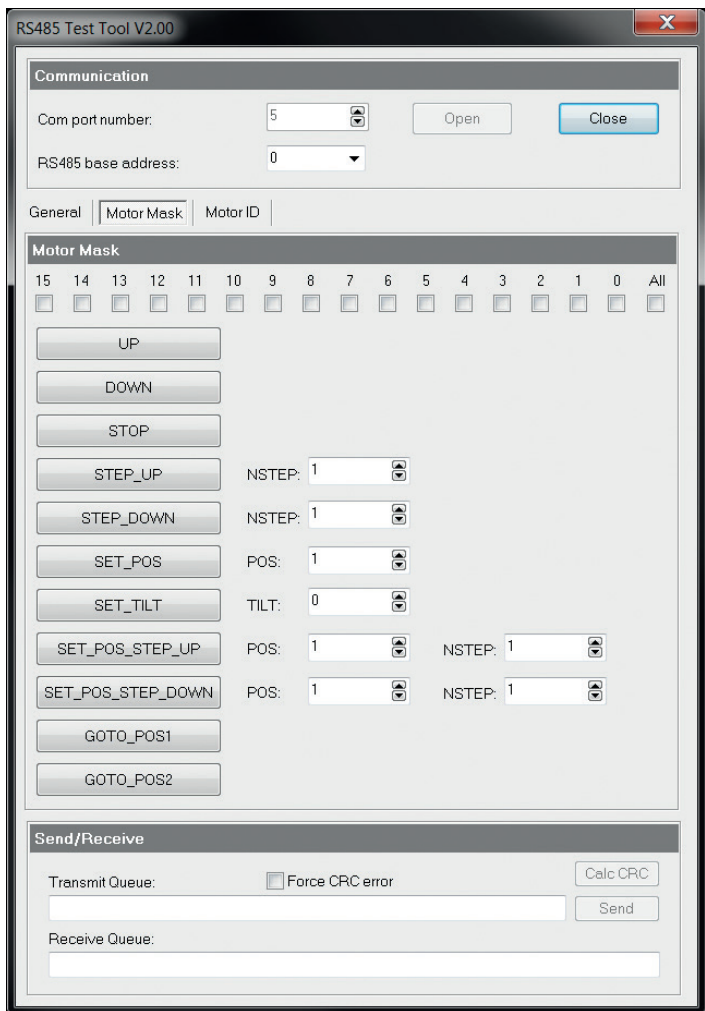 RS485 Test Tool V2.00
Communication
Com port number: 5 Open Close
RS485 base address: 0
General Motor Mask Motor ID
Motor Mask
15 14 13 12 11 10 9 8 7 6 5 4 3 2 1 0 All
UP
DOWN
STOP
STEP_UP NSTEP: 1
STEP_DOWN NSTEP: 1
SET_POS POS: 1
SET_TILT TILT: 0
SET_POS_STEP_UP POS: 1 NSTEP: 1
SET_POS_STEP_DOWN POS: 1 NSTEP: 1
GOTO_POS1
GOTO_POS2
Send/Receive
Transmit Queue: Force CRC error Calc CRC
Send
Receive Queue: